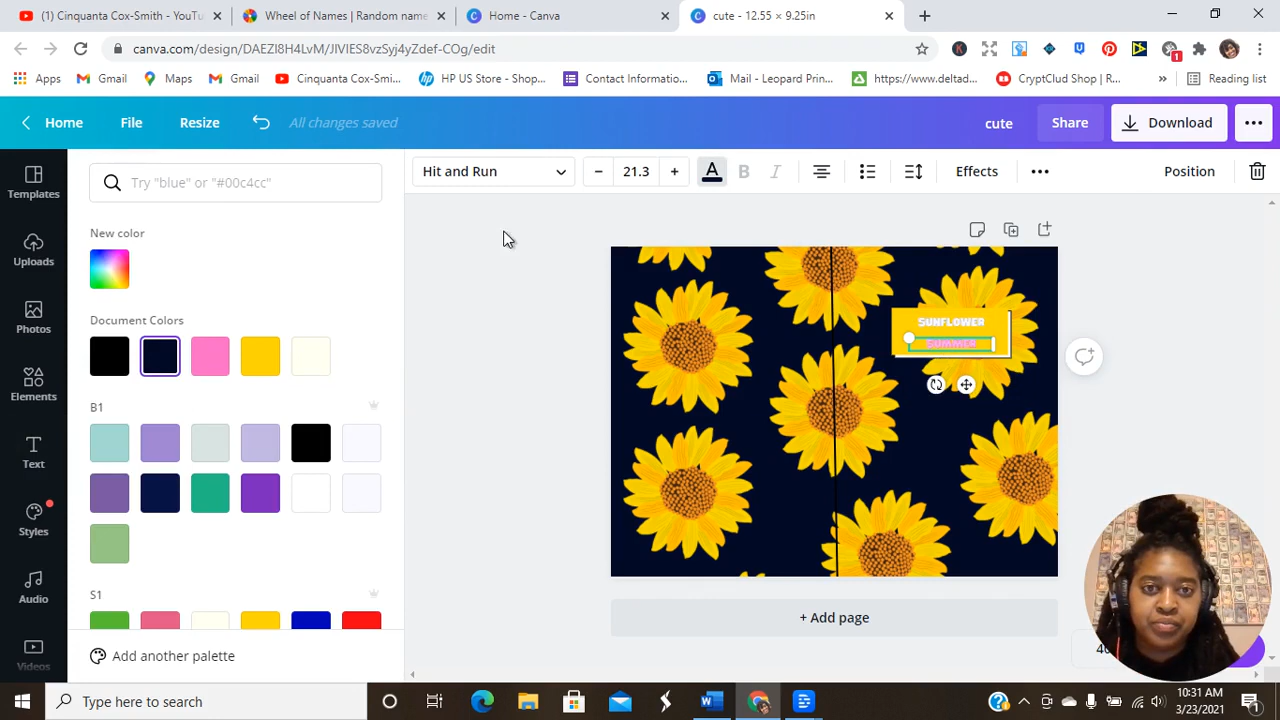 (1) Cinquanta Cox-Smith - YouTu
Wheel of Names | Random name
Home - Canva
cute - 12.55 × 9.25in
canva.com/design/DAEZI8H4LvM/JIVIES8vzSyj4yZdef-COg/edit
Apps
Gmail
Maps
Gmail
Cinquanta Cox-Smi...
HP US Store - Shop...
Contact Informatio...
Mail - Leopard Prin...
https://www.deltad...
CryptClud Shop | R...
»
Reading list
Home
File
Resize
All changes saved
cute
Share
Download
Templates
Uploads
Photos
Elements
Text
Styles
Audio
Videos
Try "blue" or "#00c4cc"
New color
Document Colors
B1
S1
Add another palette
Hit and Run
21.3
A
B
I
Effects
Position
SUNFLOWER
SUMMER
+ Add page
Type here to search
10:31 AM
3/23/2021